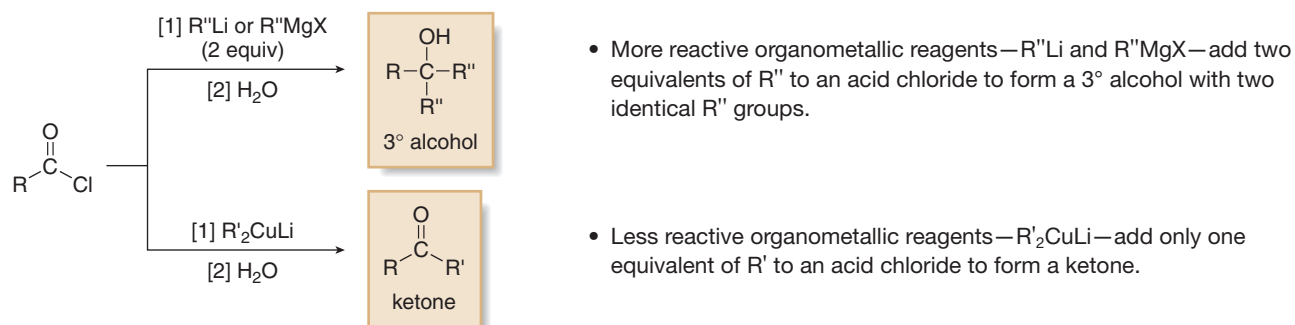 [1] R"Li or R"MgX
(2 equiv)
[2] H2O
OH
R–C–R"
R"
3° alcohol
• More reactive organometallic reagents—R"Li and R"MgX—add two
equivalents of R" to an acid chloride to form a 3° alcohol with two
identical R" groups.
O
C
R Cl
[1] R'2CuLi
[2] H2O
O
C
R R'
ketone
• Less reactive organometallic reagents—R'2CuLi—add only one
equivalent of R' to an acid chloride to form a ketone.